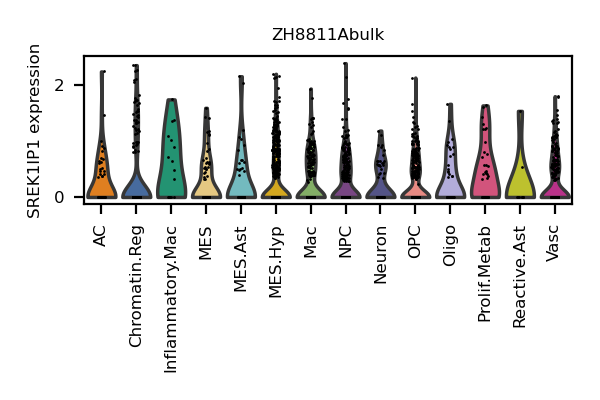 ZH8811Abulk
SREK1IP1 expression
2
0
AC
Chromatin.Reg
Inflammatory.Mac
MES
MES.Ast
MES.Hyp
Mac
NPC
Neuron
OPC
Oligo
Prolif.Metab
Reactive.Ast
Vasc